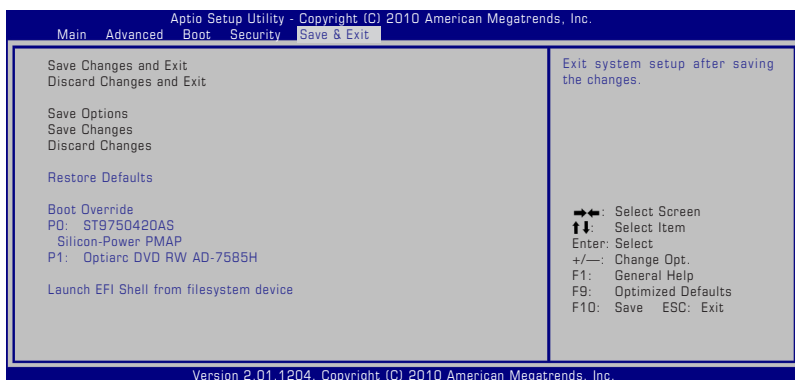 Aptio Setup Utility - Copyright (C) 2010 American Megatrends, Inc.
Main Advanced Boot Security Save & Exit
Save Changes and Exit
Discard Changes and Exit
Save Options
Save Changes
Discard Changes
Restore Defaults
Boot Override
P0: ST9750420AS
Silicon-Power PMAP
P1: Optiarc DVD RW AD-7585H
Launch EFI Shell from filesystem device
Exit system setup after saving
the changes.
→←: Select Screen
↑↓: Select Item
Enter: Select
+/—: Change Opt.
F1: General Help
F9: Optimized Defaults
F10: Save ESC: Exit
Version 2.01.1204. Copyright (C) 2010 American Megatrends, Inc.